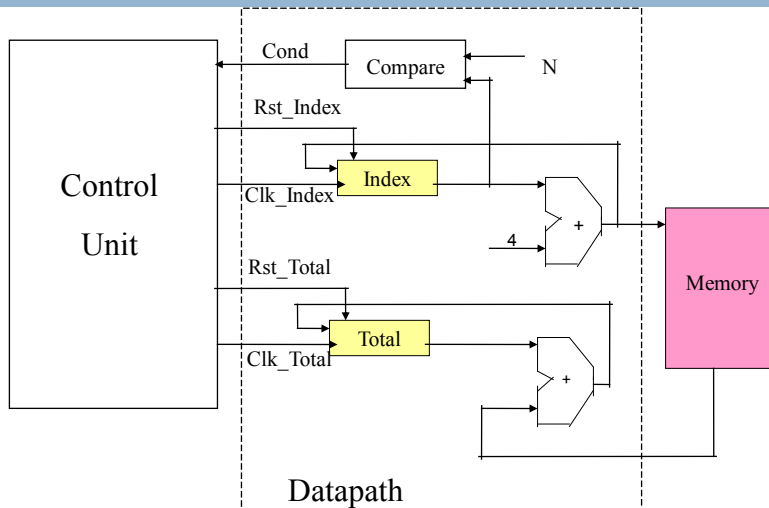 Cond
Compare
N
Rst_Index
Control
Unit
Index
Clk_Index
+
4
Memory
Rst_Total
Total
Clk_Total
+
Datapath